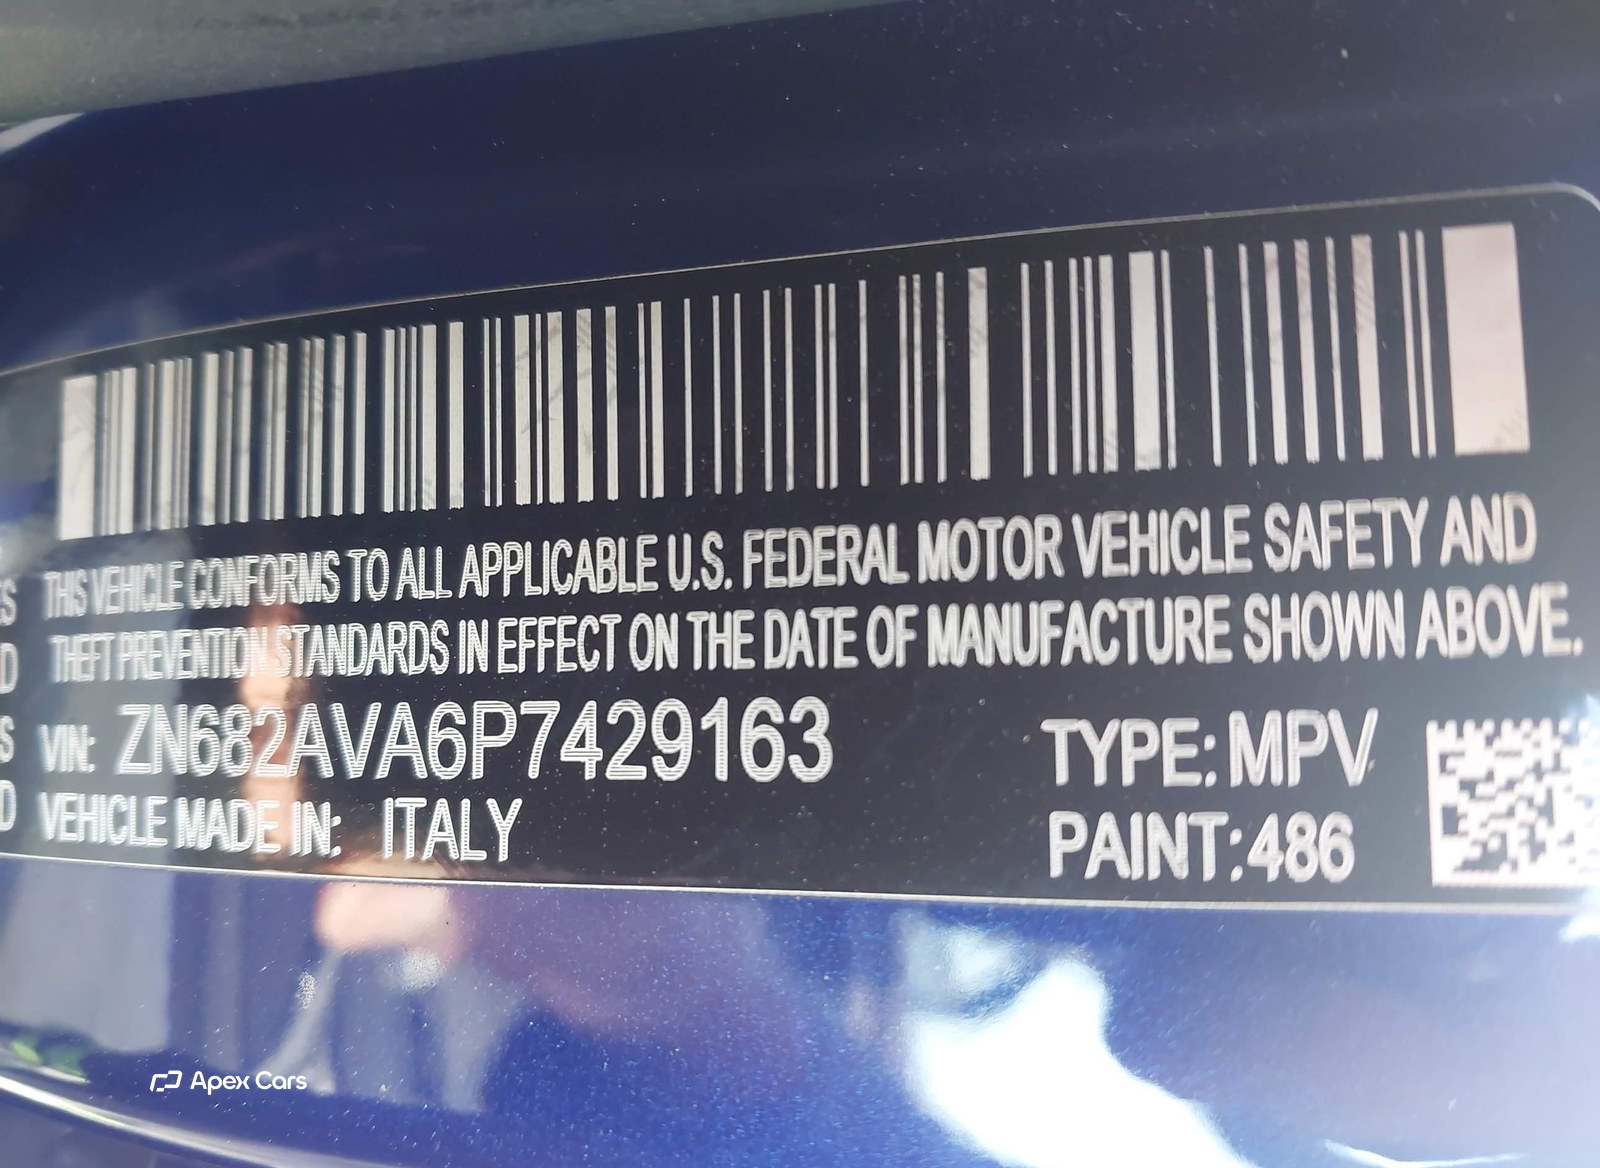 THIS VEHICLE CONFORMS TO ALL APPLICABLE U.S. FEDERAL MOTOR VEHICLE SAFETY AND
THEFT PREVENTION STANDARDS IN EFFECT ON THE DATE OF MANUFACTURE SHOWN ABOVE.
VIN: ZN682AVA6P7429163
TYPE: MPV
VEHICLE MADE IN: ITALY
PAINT:486
Apex Cars